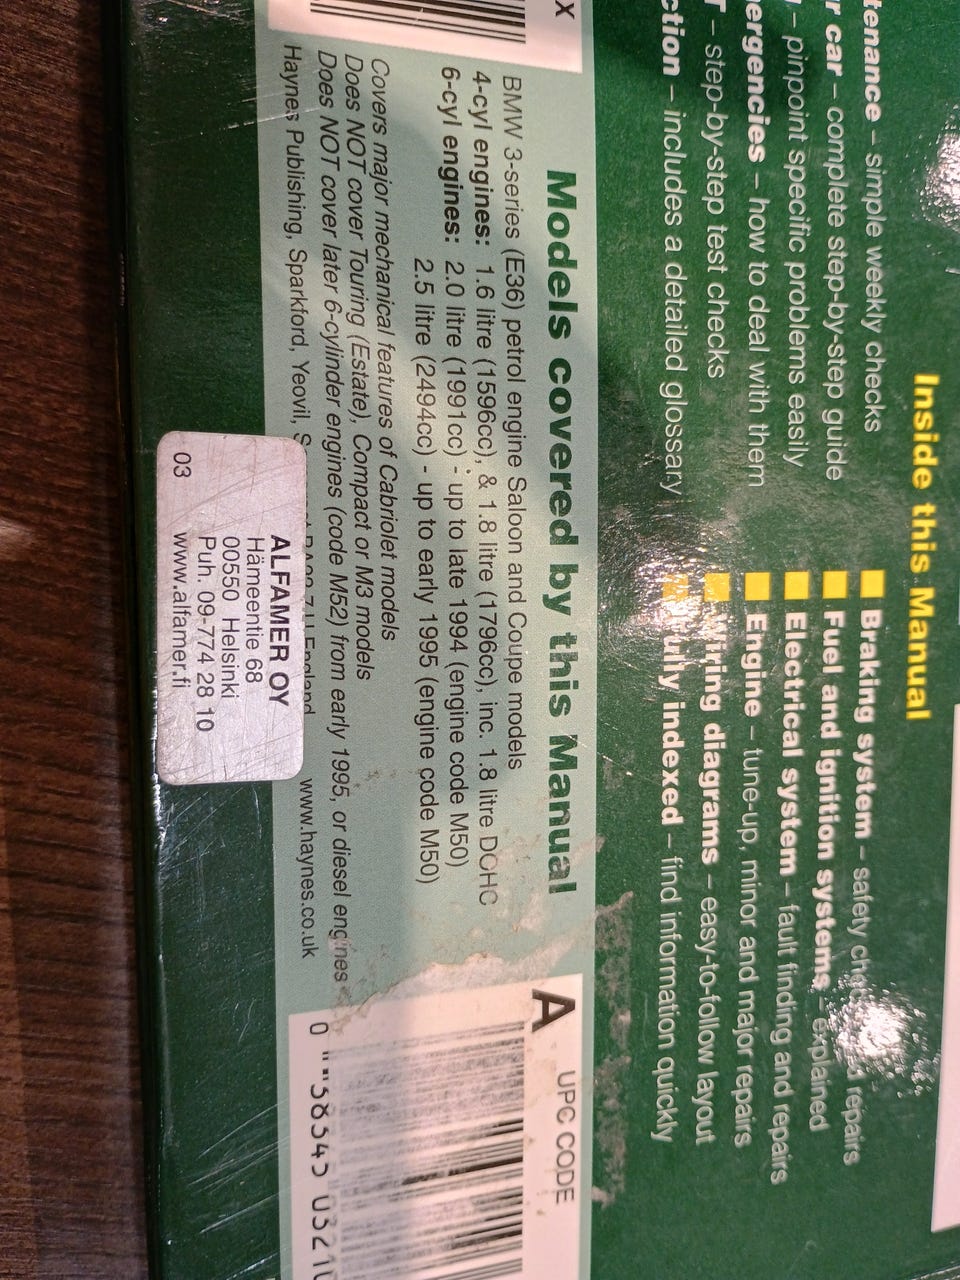 Inside this Manual
tenance – simple weekly checks
r car – complete step-by-step guide
– pinpoint specific problems easily
ergencies – how to deal with them
– step-by-step test checks
ction – includes a detailed glossary
Braking system – safety repairs
Fuel and ignition systems – explained
Electrical system – fault finding and repairs
Engine – tune-up, minor and major repairs
Wiring diagrams – easy-to-follow layout
Fully indexed – find information quickly
Models covered by this Manual
BMW 3-series (E36) petrol engine Saloon and Coupe models
4-cyl engines: 1.6 litre (1596cc), & 1.8 litre (1796cc), inc. 1.8 litre DOHC
6-cyl engines: 2.0 litre (1991cc) - up to late 1994 (engine code M50)
2.5 litre (2494cc) - up to early 1995 (engine code M50)
Covers major mechanical features of Cabriolet models
Does NOT cover Touring (Estate), Compact or M3 models
Does NOT cover later 6-cylinder engines (code M52) from early 1995, or diesel engines
Haynes Publishing, Sparkford, Yeovil, England www.haynes.co.uk
X
A
UPC CODE
0 38345 0321
ALFAMER OY
Hämeentie 68
00550 Helsinki
Puh. 09-774 28 10
03 www.alfamer.fi